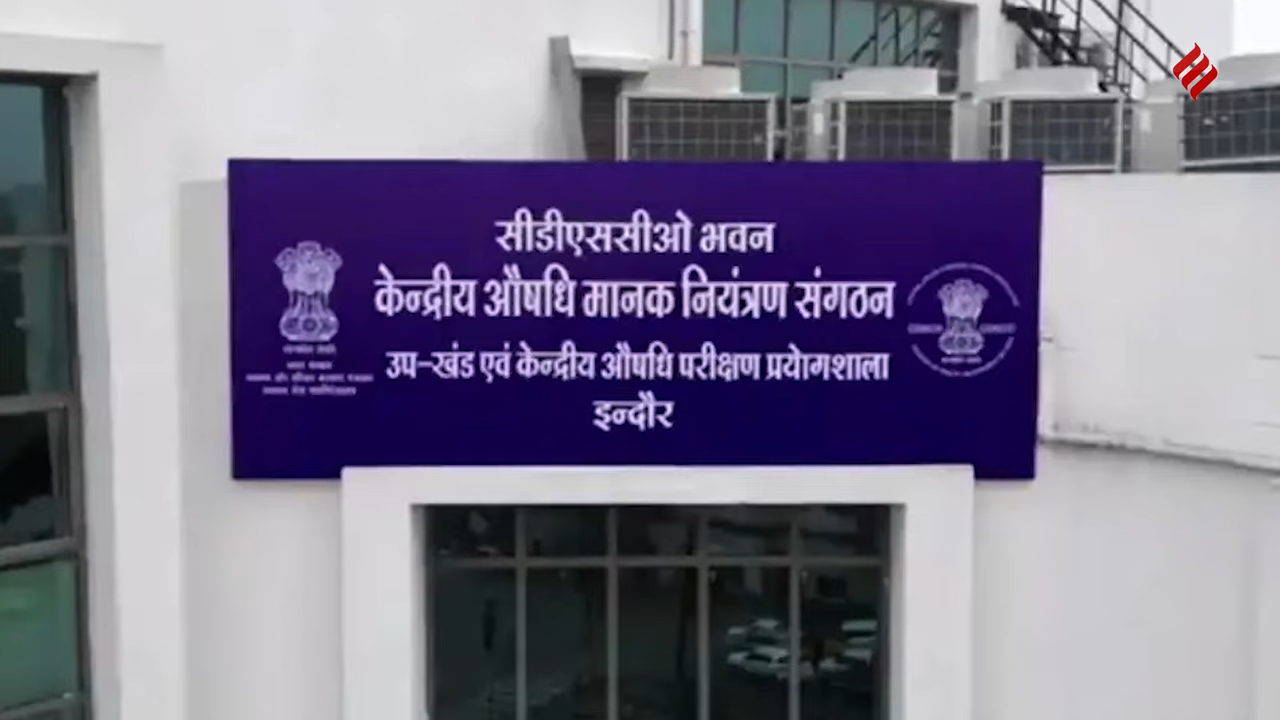 सीडीएससीओ भवन
केन्द्रीय औषधि मानक नियंत्रण संगठन
उप-खंड एवं केन्द्रीय औषधि परीक्षण प्रयोगशाला
इन्दौर